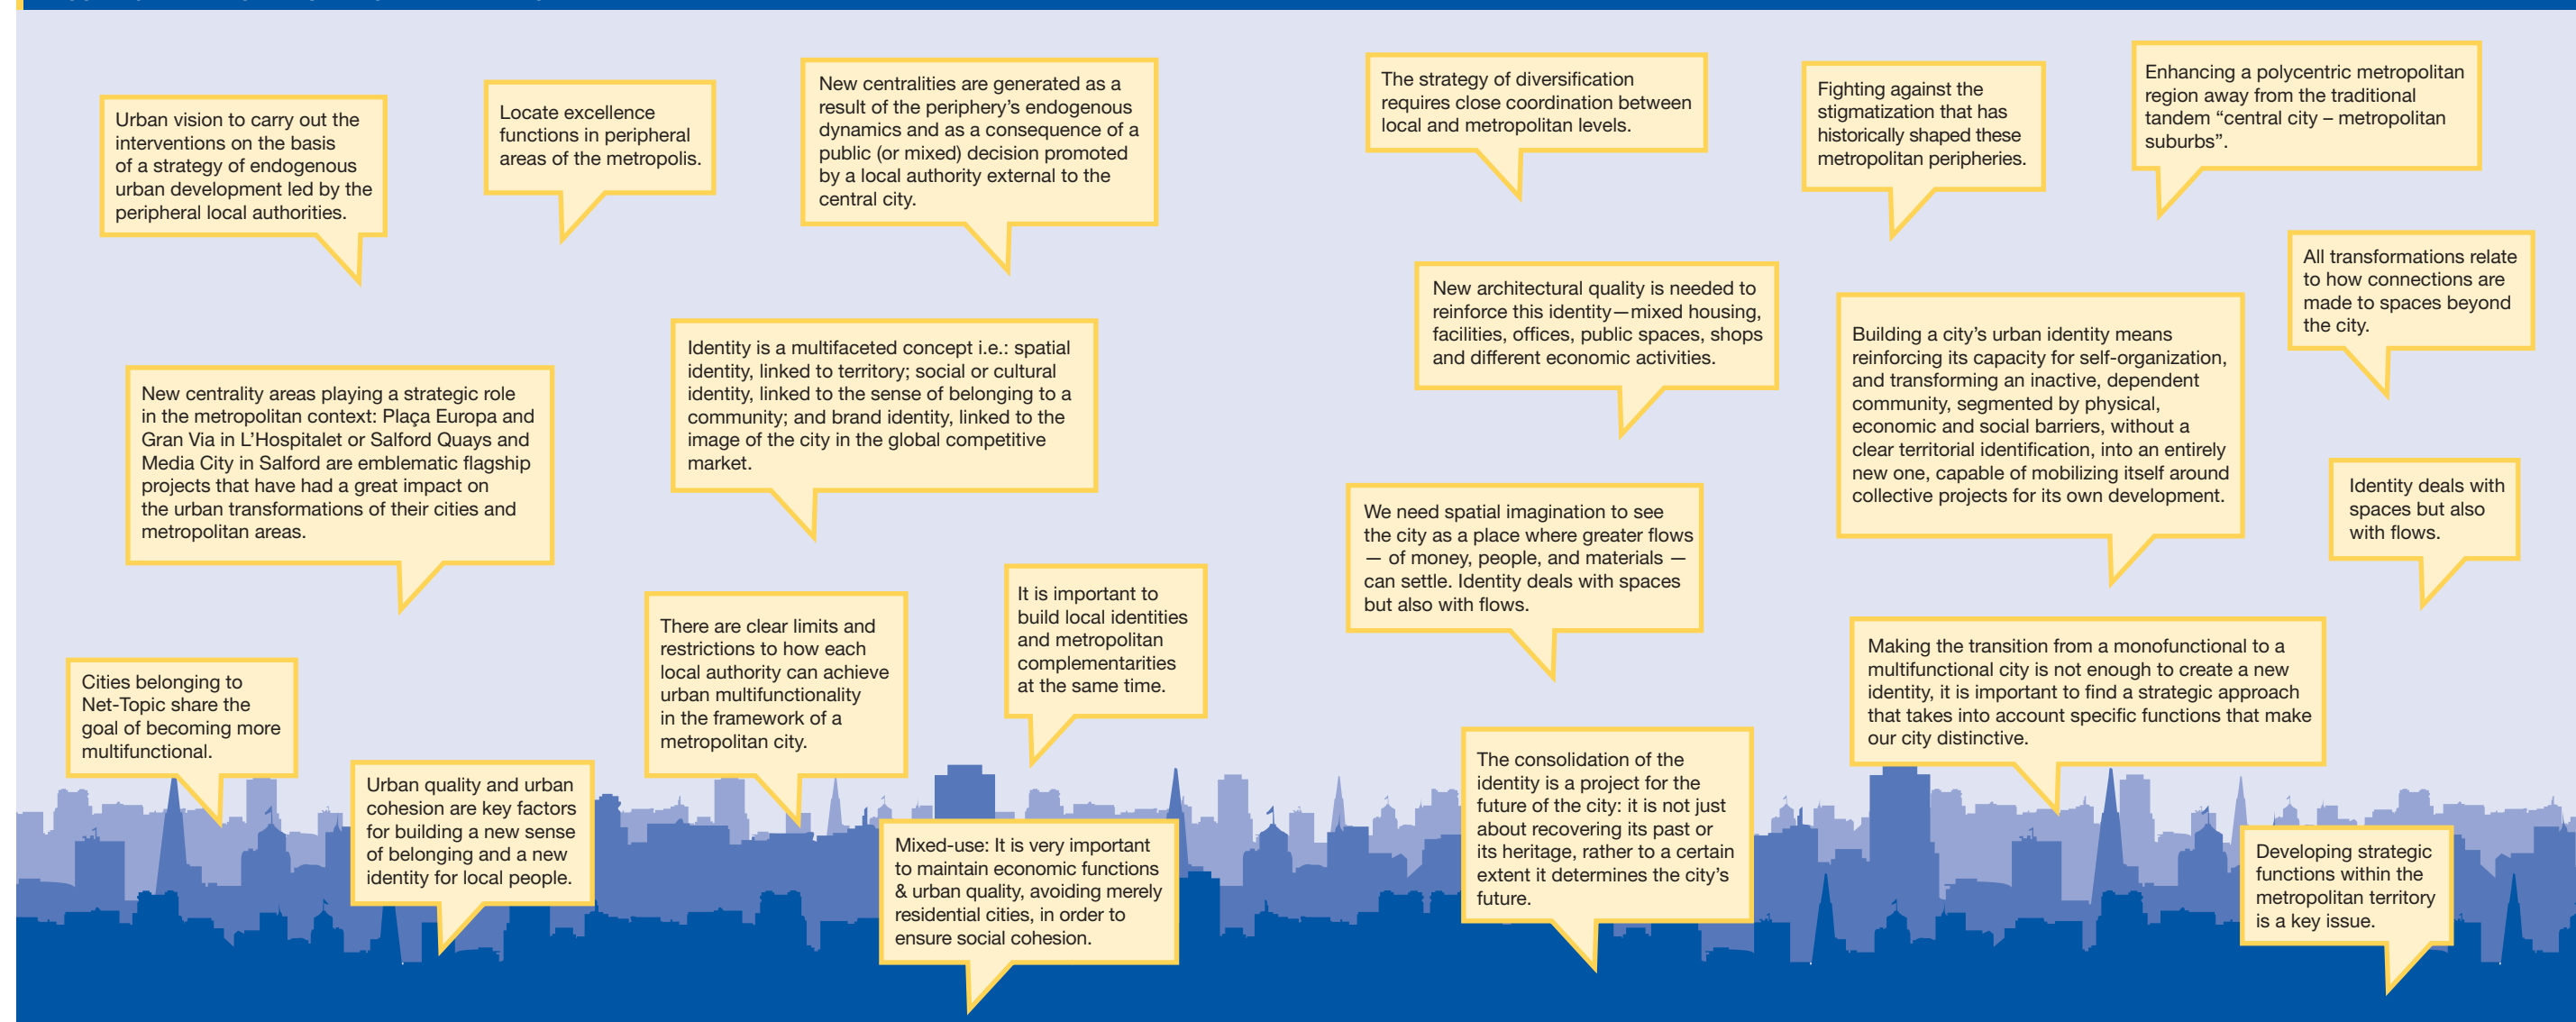 Urban vision to carry out the
interventions on the basis
of a strategy of endogenous
urban development led by the
peripheral local authorities.
Locate excellence
functions in peripheral
areas of the metropolis.
New centralities are generated as a
result of the periphery’s endogenous
dynamics and as a consequence of a
public (or mixed) decision promoted
by a local authority external to the
central city.
The strategy of diversification
requires close coordination between
local and metropolitan levels.
Fighting against the
stigmatization that has
historically shaped these
metropolitan peripheries.
Enhancing a polycentric metropolitan
region away from the traditional
tandem “central city – metropolitan
suburbs”.
All transformations relate
to how connections are
made to spaces beyond
the city.
New architectural quality is needed to
reinforce this identity—mixed housing,
facilities, offices, public spaces, shops
and different economic activities.
Building a city’s urban identity means
reinforcing its capacity for self-organization,
and transforming an inactive, dependent
community, segmented by physical,
economic and social barriers, without a
clear territorial identification, into an entirely
new one, capable of mobilizing itself around
collective projects for its own development.
Identity is a multifaceted concept i.e.: spatial
identity, linked to territory; social or cultural
identity, linked to the sense of belonging to a
community; and brand identity, linked to the
image of the city in the global competitive
market.
New centrality areas playing a strategic role
in the metropolitan context: Plaça Europa and
Gran Via in L’Hospitalet or Salford Quays and
Media City in Salford are emblematic flagship
projects that have had a great impact on
the urban transformations of their cities and
metropolitan areas.
Identity deals with
spaces but also
with flows.
We need spatial imagination to see
the city as a place where greater flows
— of money, people, and materials —
can settle. Identity deals with spaces
but also with flows.
It is important to
build local identities
and metropolitan
complementarities
at the same time.
There are clear limits and
restrictions to how each
local authority can achieve
urban multifunctionality
in the framework of a
metropolitan city.
Making the transition from a monofunctional to a
multifunctional city is not enough to create a new
identity, it is important to find a strategic approach
that takes into account specific functions that make
our city distinctive.
Cities belonging to
Net-Topic share the
goal of becoming more
multifunctional.
Urban quality and urban
cohesion are key factors
for building a new sense
of belonging and a new
identity for local people.
The consolidation of the
identity is a project for the
future of the city: it is not just
about recovering its past or
its heritage, rather to a certain
extent it determines the city’s
future.
Mixed-use: It is very important
to maintain economic functions
& urban quality, avoiding merely
residential cities, in order to
ensure social cohesion.
Developing strategic
functions within the
metropolitan territory
is a key issue.